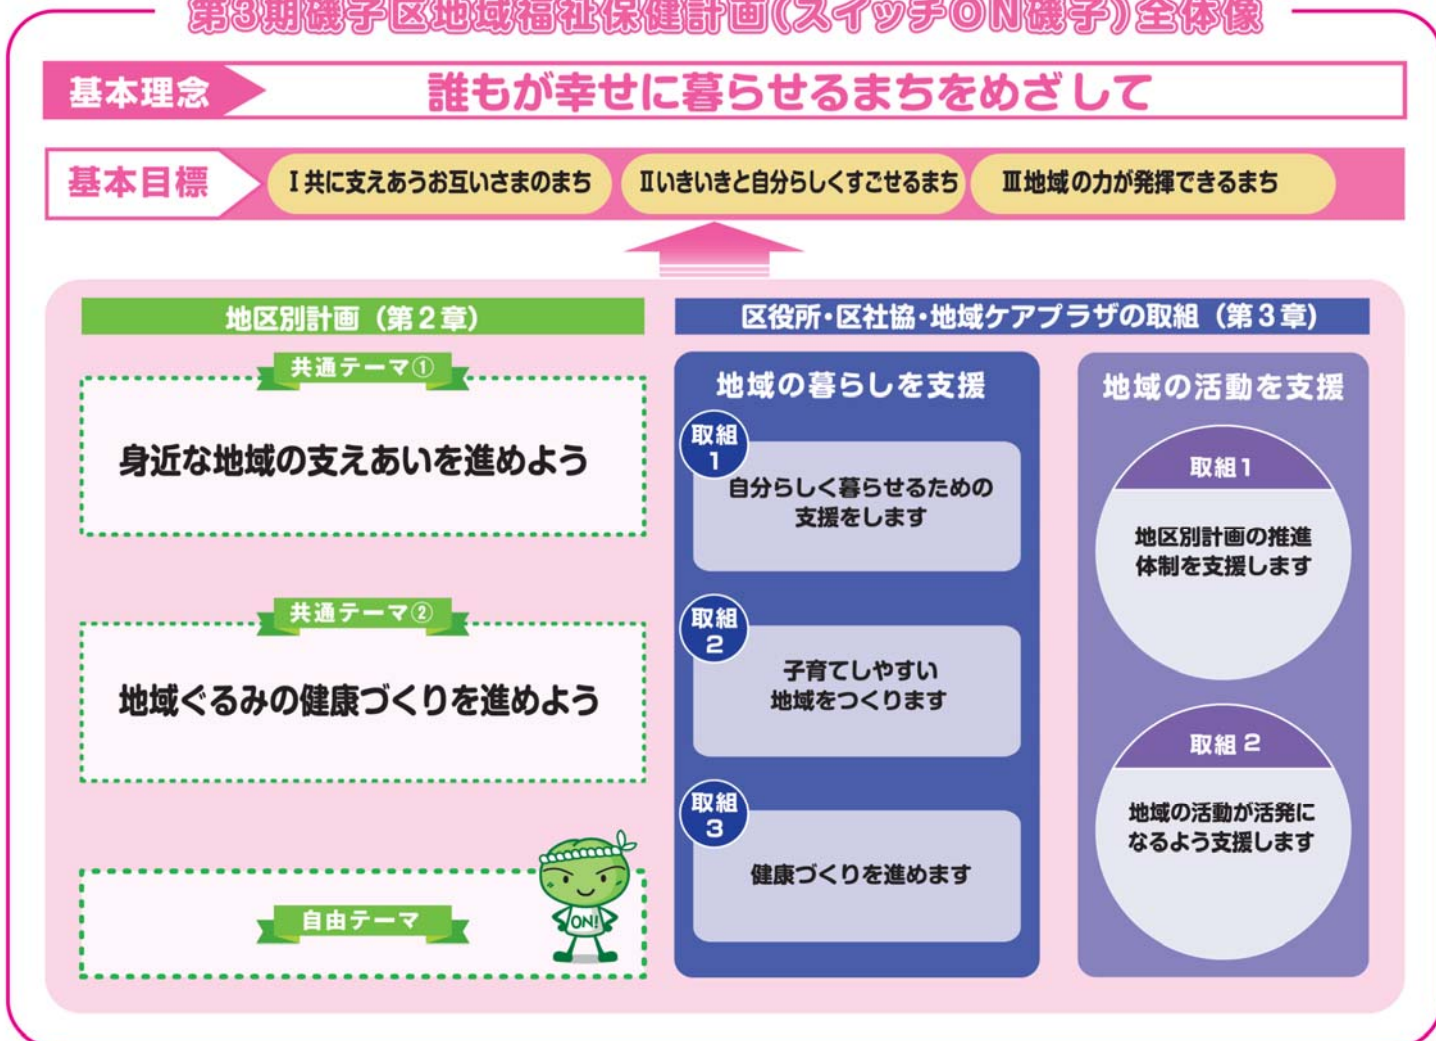 第3期磯子区地域福祉保健計画(スイッチON磯子)全体像
基本理念
誰もが幸せに暮らせるまちをめざして
基本目標
Ⅰ共に支えあうお互いさまのまち
Ⅱいきいきと自分らしくすごせるまち
Ⅲ地域の力が発揮できるまち
地区別計画（第２章）
共通テーマ①
身近な地域の支えあいを進めよう
共通テーマ②
地域ぐるみの健康づくりを進めよう
自由テーマ
ON!
区役所・区社協・地域ケアプラザの取組（第３章）
地域の暮らしを支援
取組
1
自分らしく暮らせるための
支援をします
取組
2
子育てしやすい
地域をつくります
取組
3
健康づくりを進めます
地域の活動を支援
取組1
地区別計画の推進
体制を支援します
取組 2
地域の活動が活発に
なるよう支援します